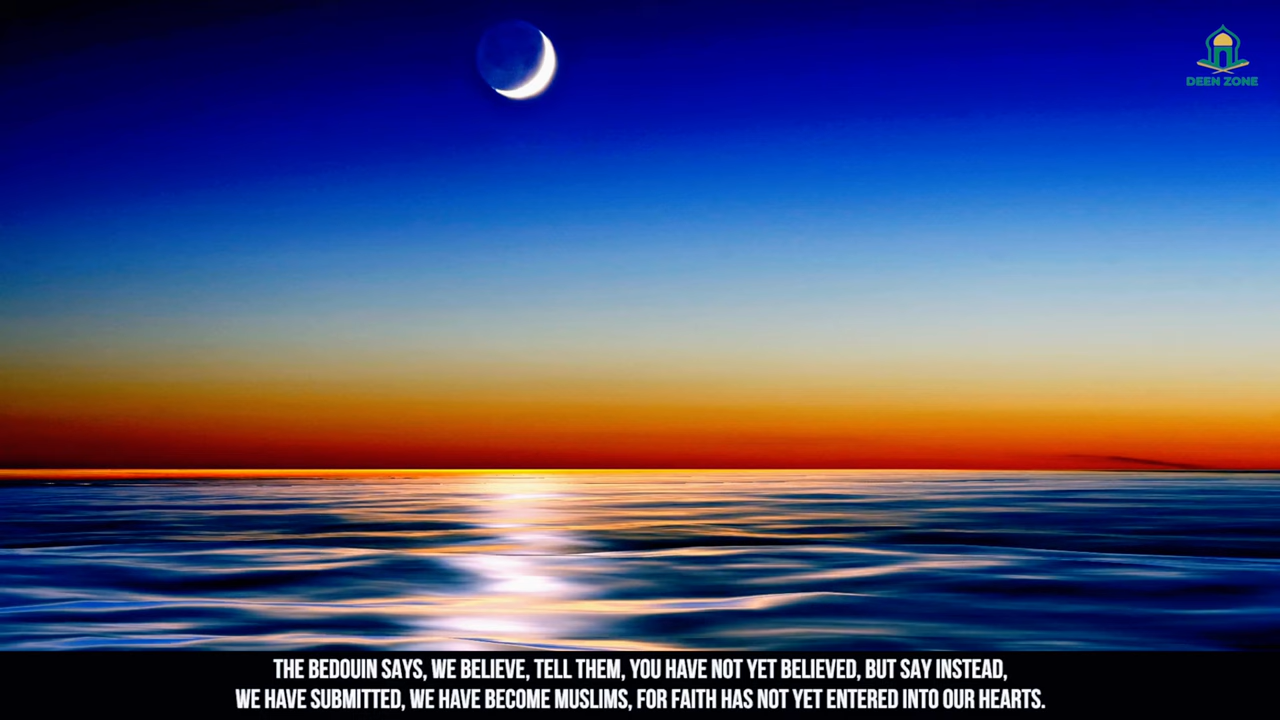 DEEN ZONE
THE BEDOUIN SAYS, WE BELIEVE, TELL THEM, YOU HAVE NOT YET BELIEVED, BUT SAY INSTEAD,
WE HAVE SUBMITTED, WE HAVE BECOME MUSLIMS, FOR FAITH HAS NOT YET ENTERED INTO OUR HEARTS.